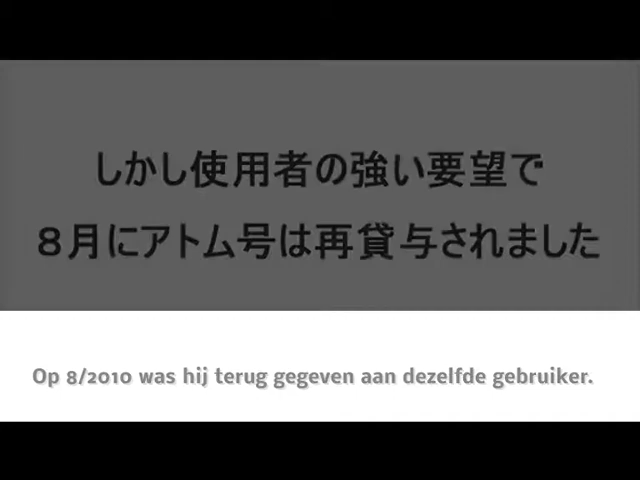 しかし使用者の強い要望で
８月にアトム号は再貸与されました
Op 8/2010 was hij terug gegeven aan dezelfde gebruiker.